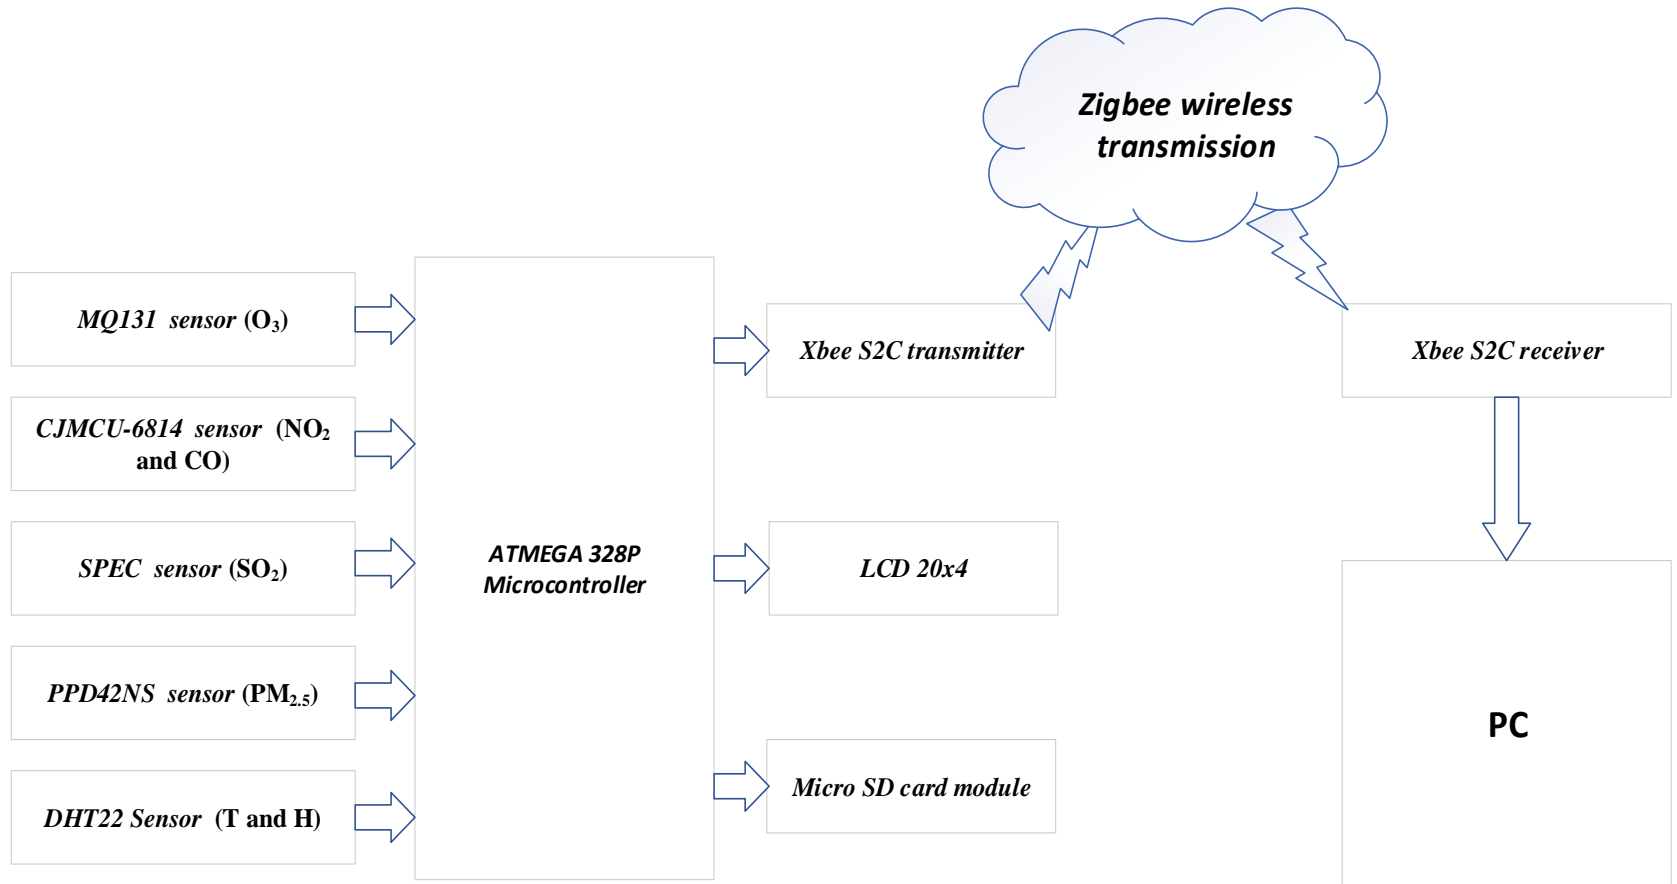 Zigbee wireless
transmission
MQ131 sensor (O₃)
Xbee S2C transmitter
Xbee S2C receiver
CJMCU-6814 sensor (NO₂
and CO)
SPEC sensor (SO₂)
ATMEGA 328P
Microcontroller
LCD 20x4
PPD42NS sensor (PM₂.₅)
PC
Micro SD card module
DHT22 Sensor (T and H)